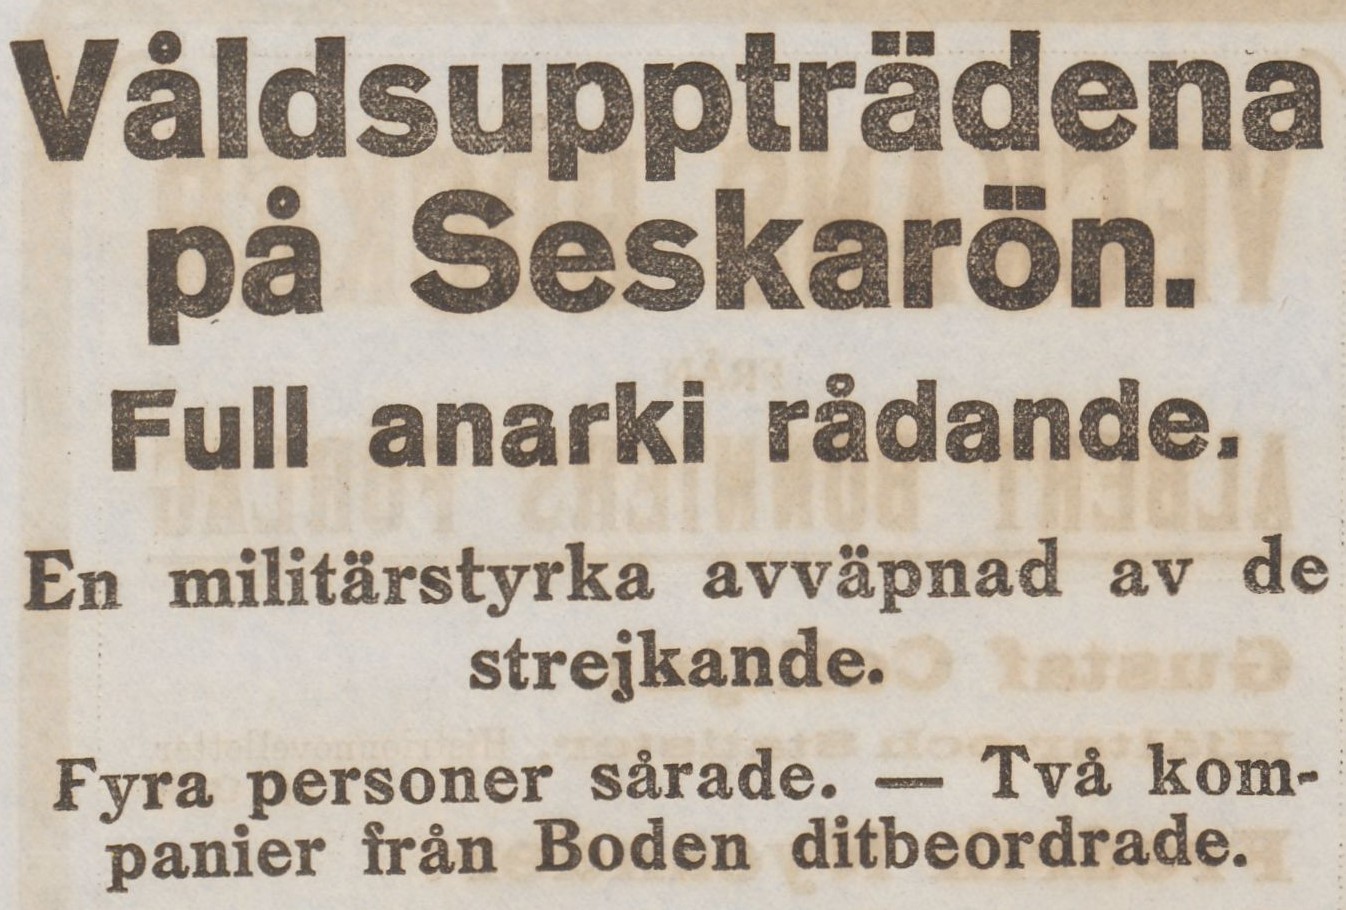 Våldsuppträdena
på Seskarön.
Full anarki rådande.
En militärstyrka avväpnad av de
strejkande.
Fyra personer sårade. — Två kom-
panier från Boden ditbeordrade.